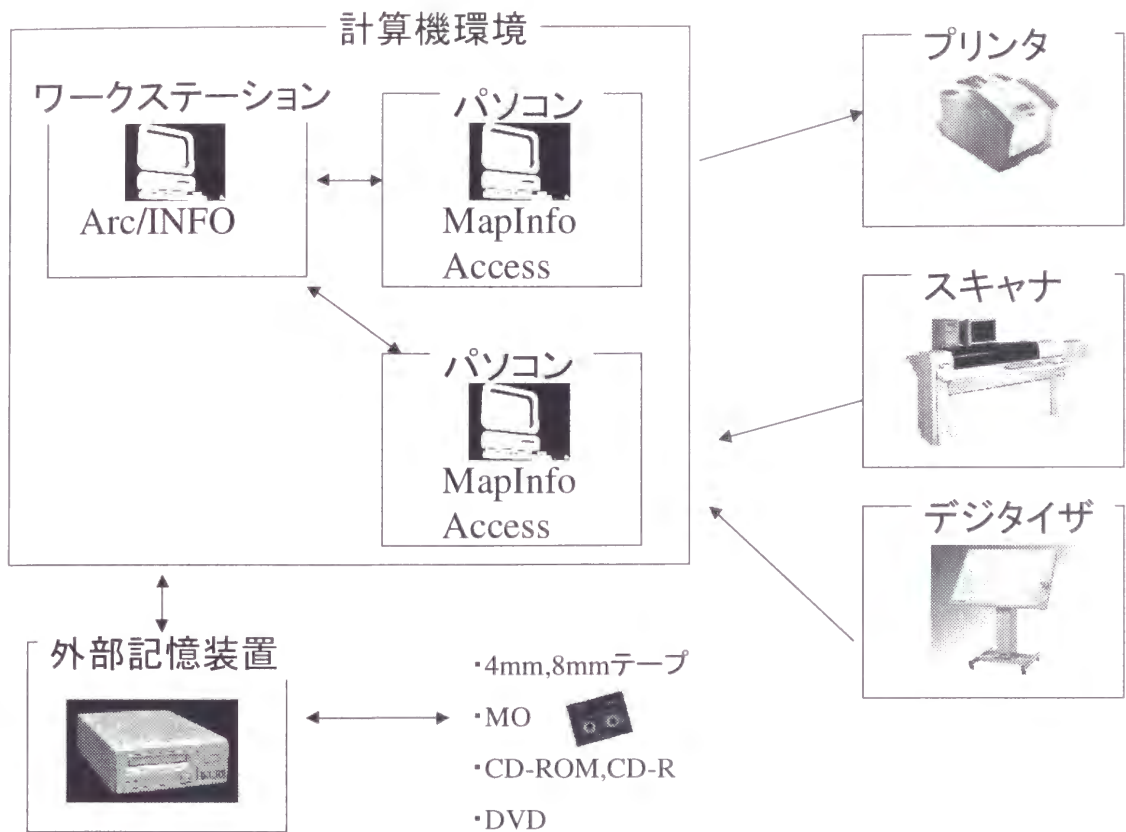 計算機環境
ワークステーション
Arc/INFO
パソコン
MapInfo
Access
パソコン
MapInfo
Access
プリンタ
スキャナ
デジタイザ
外部記憶装置
・4mm,8mmテープ
・MO
・CD-ROM,CD-R
・DVD